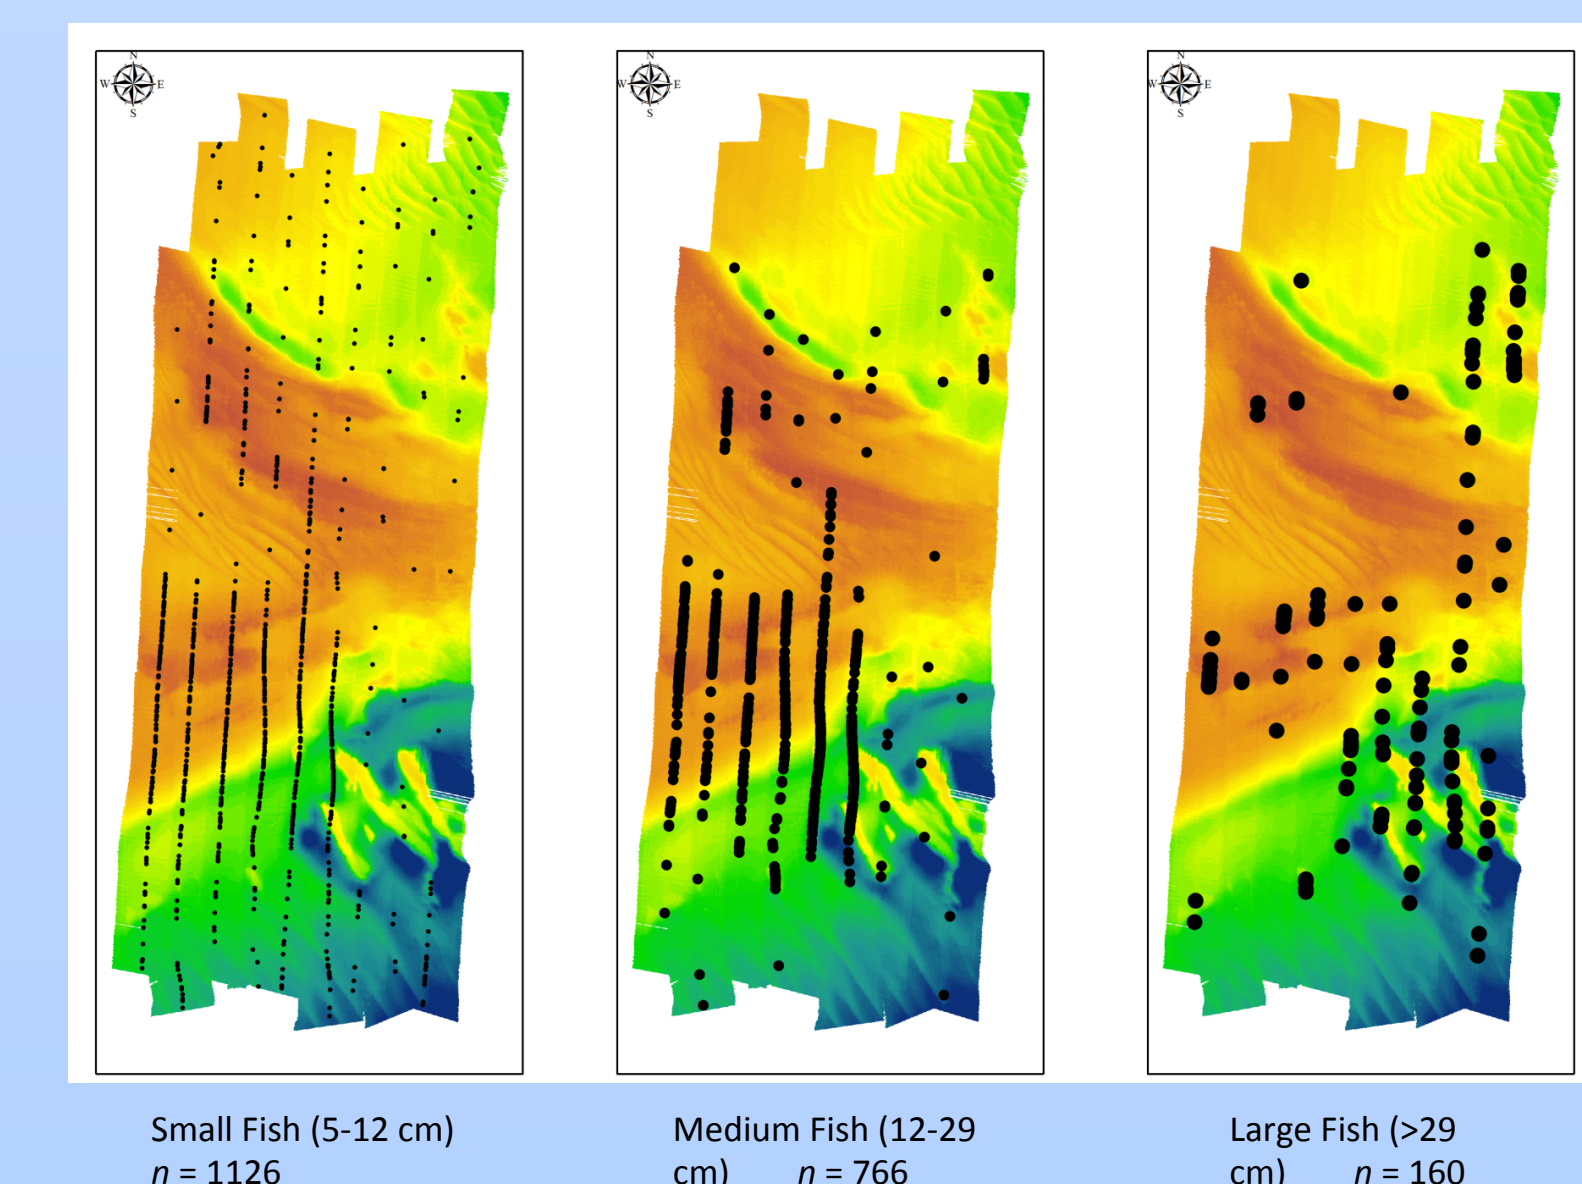 N
W E
S
N
W E
S
N
W E
S
Small Fish (5-12 cm)
n = 1126
Medium Fish (12-29
cm) n = 766
Large Fish (>29
cm) n = 160